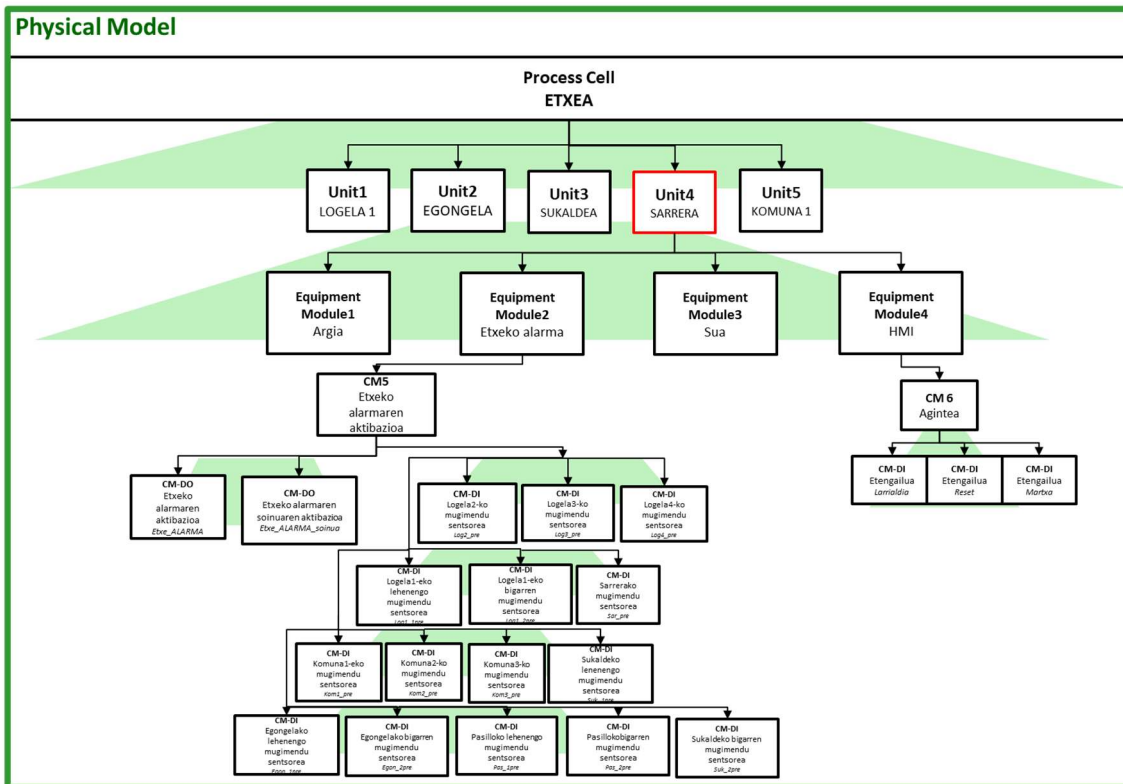 Physical Model
Process Cell
ETXEA
Unit1
LOGELA 1
Unit2
EGONGELA
Unit3
SUKALDEA
Unit4
SARRERA
Unit5
KOMUNA 1
Equipment
Module1
Argia
Equipment
Module2
Etxeko alarma
Equipment
Module3
Sua
Equipment
Module4
HMI
CM5
Etxeko
alarmaren
aktibazioa
CM 6
Agintea
CM-DO
Etxeko
alarmaren
aktibazioa
Etxe_ALARMA
CM-DO
Etxeko alarmaren
soinuaren aktibazioa
Etxe_ALARMA_soinua
CM-DI
Logela2-ko
mugimendu
sentsorea
Log2_pre
CM-DI
Logela3-ko
mugimendu
sentsorea
Log3_pre
CM-DI
Logela4-ko
mugimendu
sentsorea
Log4_pre
CM-DI
Etengailua
Larrialdia
CM-DI
Etengailua
Reset
CM-DI
Etengailua
Martxa
CM-DI
Logela1-eko
lehenengo
mugimendu
sentsorea
Log1_1pre
CM-DI
Logela1-eko
bigarren
mugimendu
sentsorea
Log1_2pre
CM-DI
Sarrerako
mugimendu
sentsorea
Sar_pre
CM-DI
Komuna1-eko
mugimendu
sentsorea
Kom1_pre
CM-DI
Komuna2-ko
mugimendu
sentsorea
Kom2_pre
CM-DI
Komuna3-ko
mugimendu
sentsorea
Kom3_pre
CM-DI
Sukaldeko
lenenengo
mugimendu
sentsorea
Suk_1pre
CM-DI
Egongelako
lehenengo
mugimendu
sentsorea
Egon_1pre
CM-DI
Egongelako bigarren
mugimendu
sentsorea
Egon_2pre
CM-DI
Pasilloko lehenengo
mugimendu
sentsorea
Pas_1pre
CM-DI
Pasillokobigarren
mugimendu
sentsorea
Pas_2pre
CM-DI
Sukaldeko bigarren
mugimendu
sentsorea
Suk_2pre